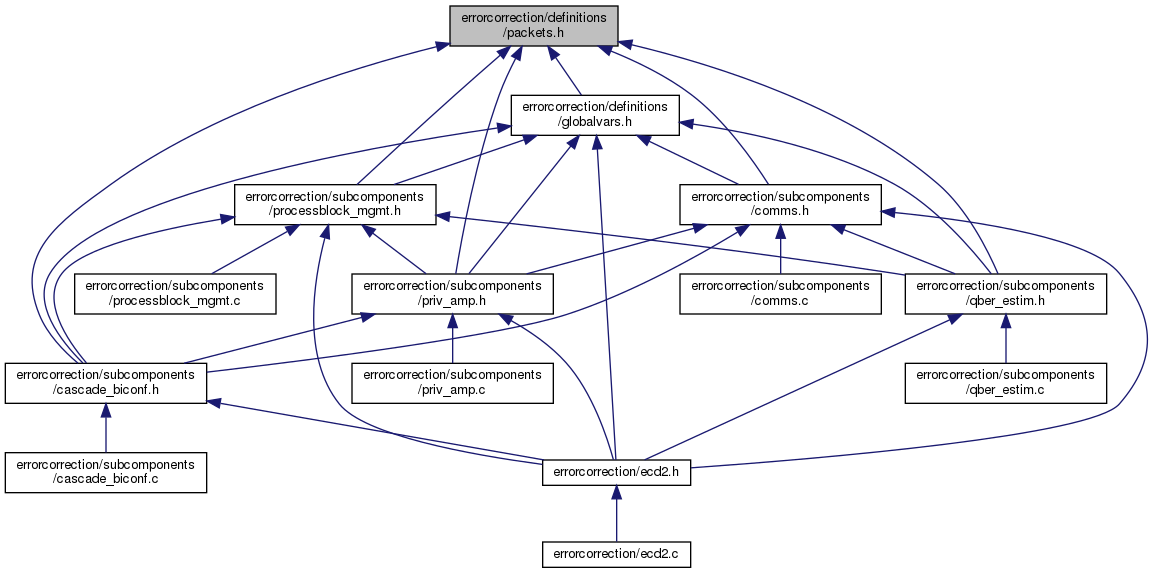 errorcorrection/definitions
/packets.h
errorcorrection/definitions
/globalvars.h
errorcorrection/subcomponents
/processblock_mgmt.h
errorcorrection/subcomponents
/comms.h
errorcorrection/subcomponents
/processblock_mgmt.c
errorcorrection/subcomponents
/priv_amp.h
errorcorrection/subcomponents
/comms.c
errorcorrection/subcomponents
/qber_estim.h
errorcorrection/subcomponents
/cascade_biconf.h
errorcorrection/subcomponents
/priv_amp.c
errorcorrection/subcomponents
/qber_estim.c
errorcorrection/subcomponents
/cascade_biconf.c
errorcorrection/ecd2.h
errorcorrection/ecd2.c